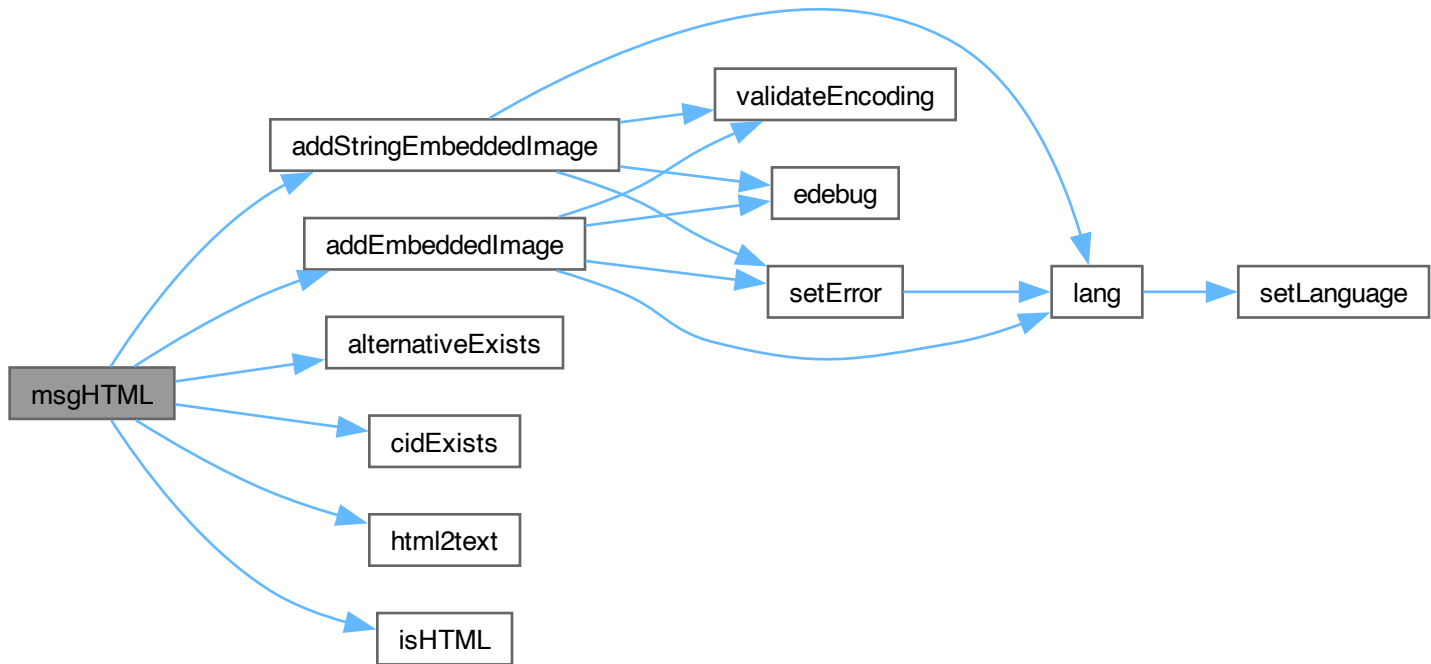 msgHTML
addStringEmbeddedImage
addEmbeddedImage
alternativeExists
cidExists
html2text
isHTML
validateEncoding
edebug
setError
lang
setLanguage